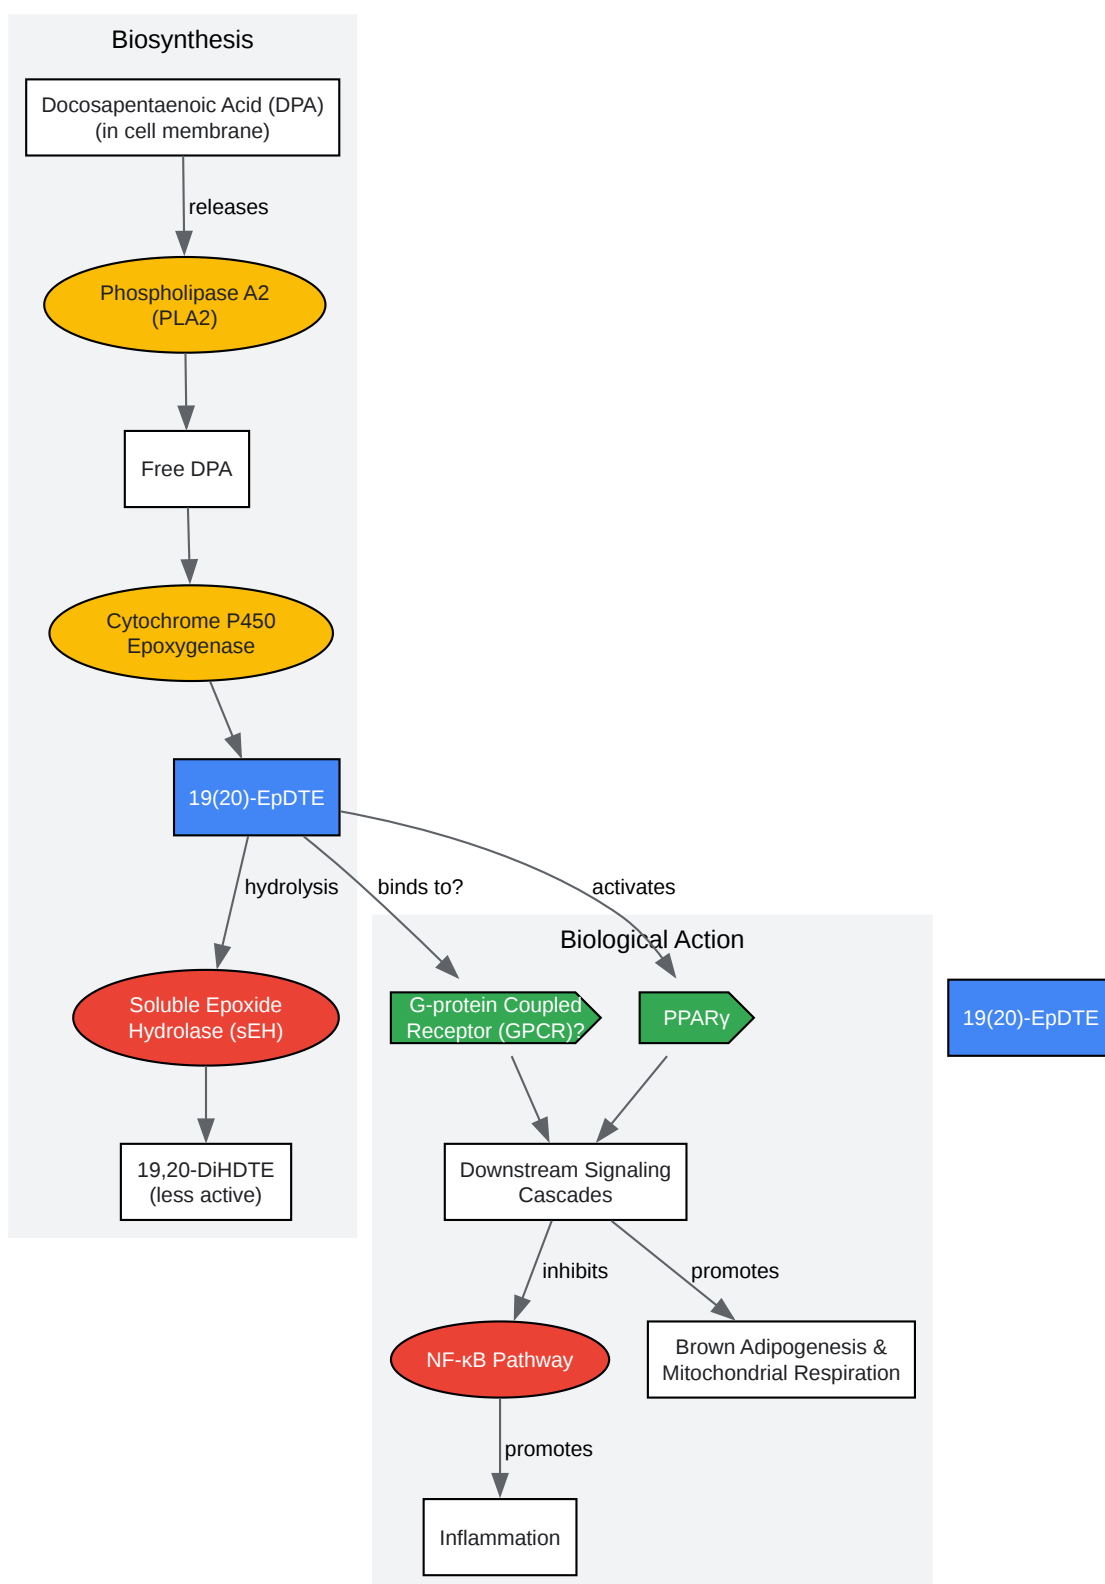 Biosynthesis
Docosapentaenoic Acid (DPA)
(in cell membrane)
releases
Phospholipase A2
(PLA2)
Free DPA
Cytochrome P450
Epoxygenase
19(20)-EpDTE
hydrolysis
binds to?
activates
Soluble Epoxide
Hydrolase (sEH)
19,20-DiHDTE
(less active)
Biological Action
G-protein Coupled
Receptor (GPCR)?
PPARγ
19(20)-EpDTE
Downstream Signaling
Cascades
inhibits
promotes
NF-κB Pathway
Brown Adipogenesis &
Mitochondrial Respiration
promotes
Inflammation